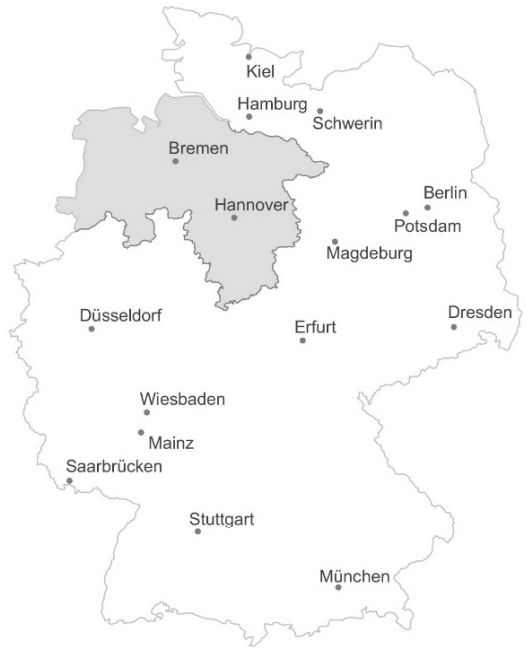 Kiel
Hamburg
Schwerin
Bremen
Berlin
Hannover
Potsdam
Magdeburg
Düsseldorf
Dresden
Erfurt
Wiesbaden
Mainz
Saarbrücken
Stuttgart
München